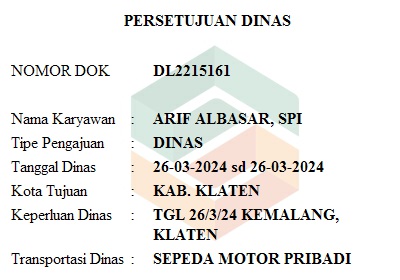 PERSETUJUAN DINAS
NOMOR DOK DL2215161
Nama Karyawan : ARIF ALBASAR, SPI
Tipe Pengajuan : DINAS
Tanggal Dinas : 26-03-2024 sd 26-03-2024
Kota Tujuan : KAB. KLATEN
Keperluan Dinas : TGL 26/3/24 KEMALANG,
KLATEN
Transportasi Dinas : SEPEDA MOTOR PRIBADI